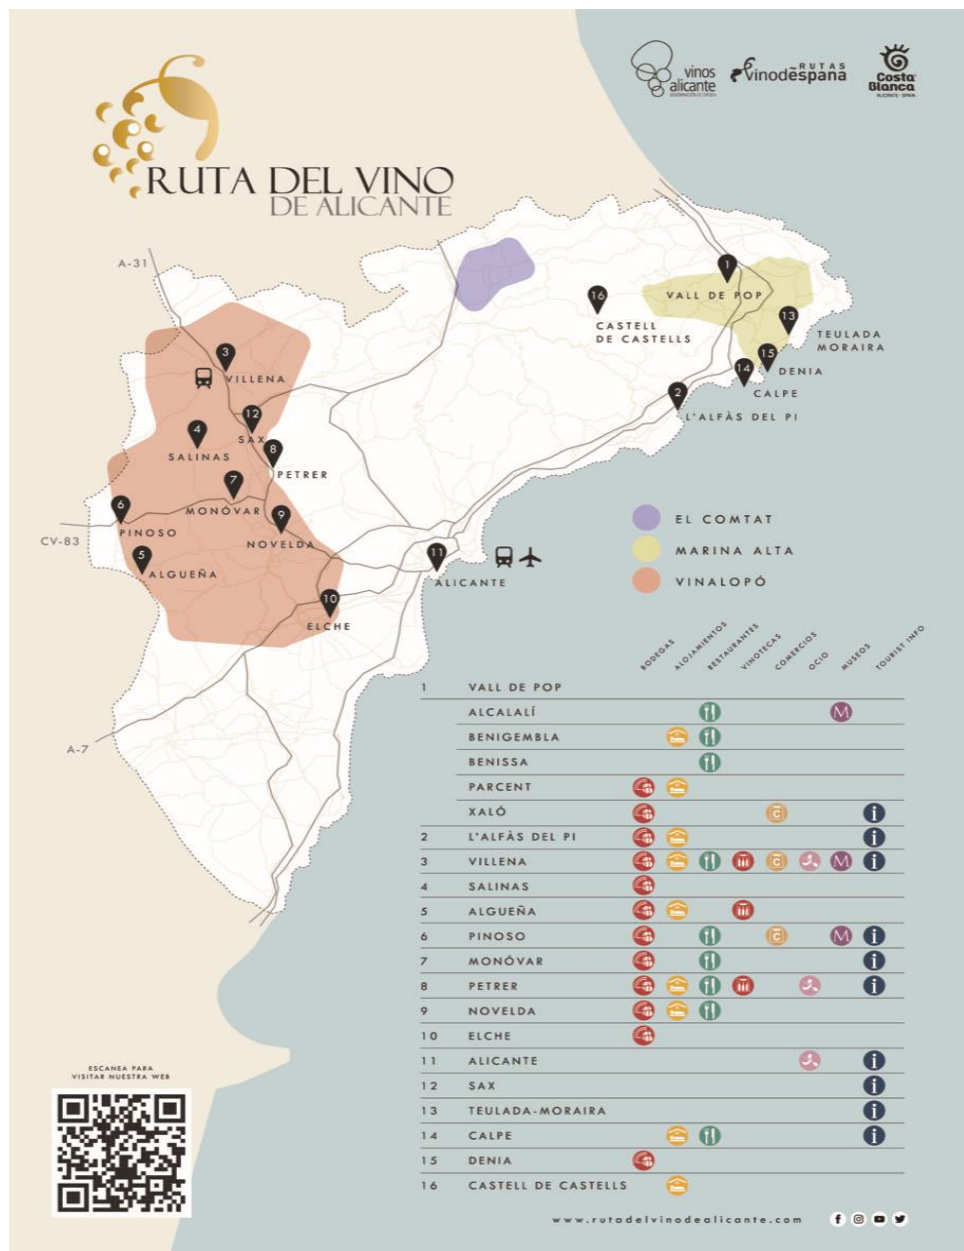 vinos
alicante
RUTAS
vinodespana
Costa
Blanca
ALICANTE · SPAIN
RUTA DEL VINO
DE ALICANTE
A-31
1
VALL DE POP
16
CASTELL
DE CASTELLS
13
TEULADA
MORAIRA
15
DENIA
14
CALPE
2
L'ALFÀS DEL PI
3
VILLENA
12
SAX
4
SALINAS
8
PETRER
7
MONÓVAR
6
PINOSO
CV-83
9
NOVELDA
5
ALGUEÑA
11
ALICANTE
10
ELCHE
A-7
EL COMTAT
MARINA ALTA
VINALOPÓ
BODEGAS ALOJAMIENTOS RESTAURANTES VINOTECAS COMERCIOS OCIO MUSEOS TOURIST INFO
1 VALL DE POP
ALCALALÍ M
BENIGEMBLA
BENISSA
PARCENT
XALÓ C i
2 L'ALFÀS DEL PI i
3 VILLENA C M i
4 SALINAS
5 ALGUEÑA
6 PINOSO C M i
7 MONÓVAR i
8 PETRER i
9 NOVELDA
10 ELCHE
11 ALICANTE i
12 SAX i
13 TEULADA-MORAIRA i
14 CALPE i
15 DENIA
16 CASTELL DE CASTELLS
ESCANEA PARA
VISITAR NUESTRA WEB
www.rutadelvinodealicante.com